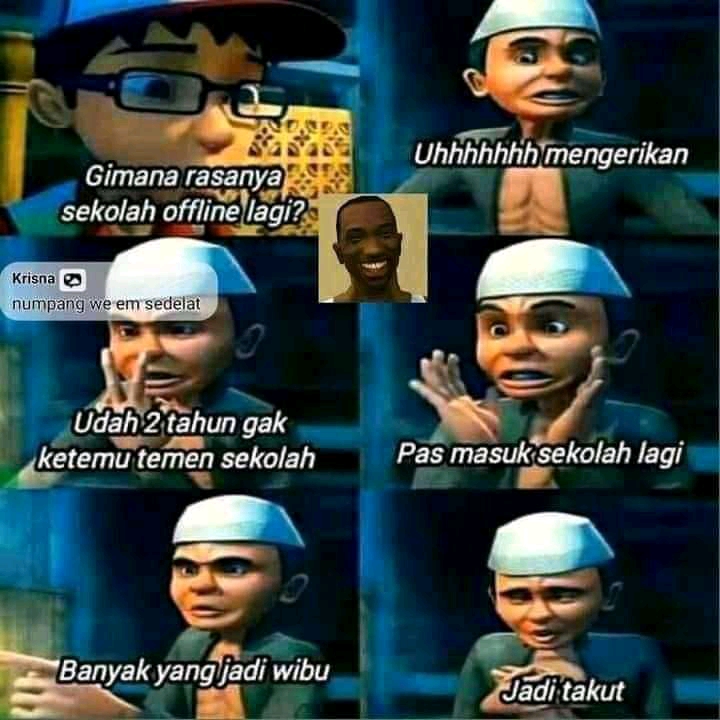 Gimana rasanya
sekolah offline lagi?
Uhhhhhhh mengerikan
Krisna
numpang we em sedelat
Udah 2 tahun gak
ketemu temen sekolah
Pas masuk sekolah lagi
Banyak yang jadi wibu
Jadi takut